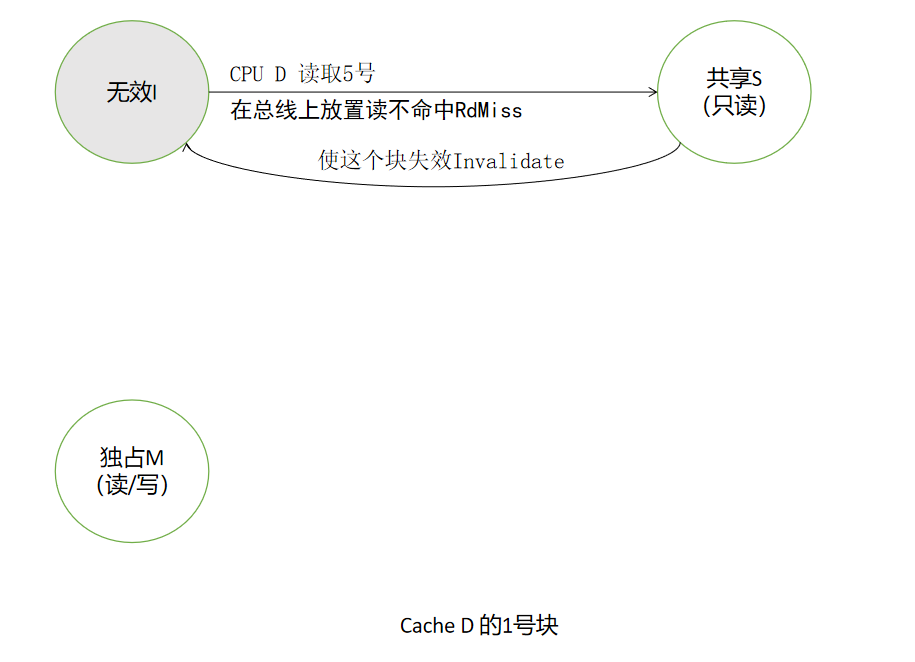 无效I
CPU D 读取5号
在总线上放置读不命中RdMiss
共享S
（只读）
使这个块失效Invalidate
独占M
（读/写）
Cache D 的1号块